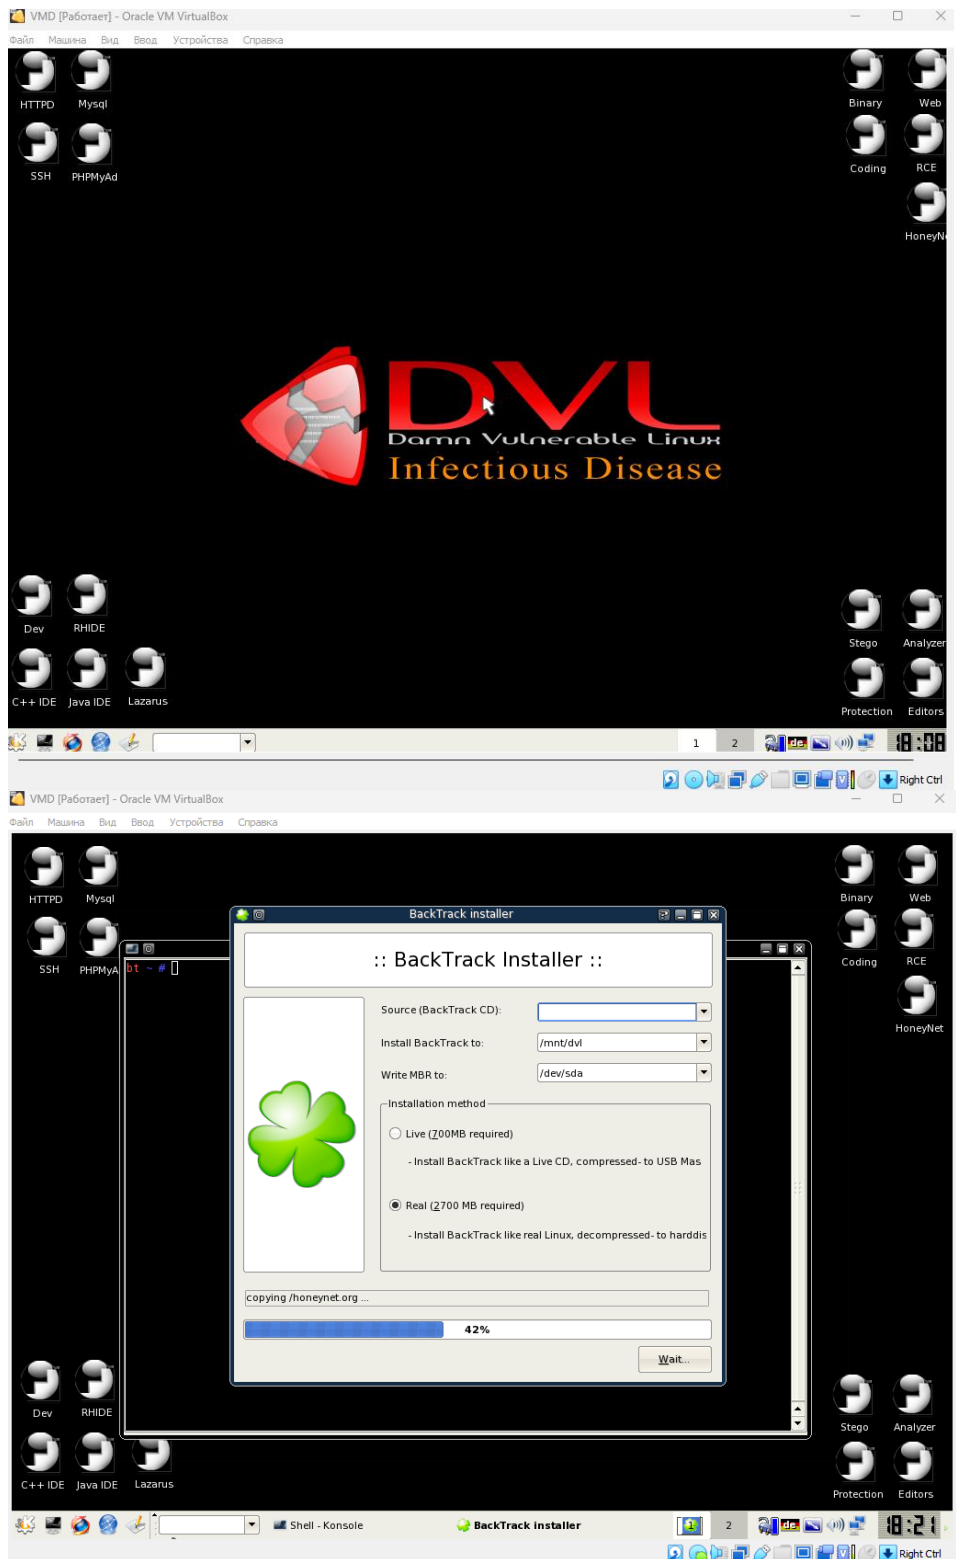 VMD [Работает] - Oracle VM VirtualBox
Файл Машина Вид Ввод Устройства Справка
HTTPD Mysql Binary Web
SSH PHPMyAd Coding RCE
HoneyN
DVL
Damn Vulnerable Linux
Infectious Disease
Dev RHIDE Stego Analyzer
C++ IDE Java IDE Lazarus Protection Editors
1 2 de 18:08
Right Ctrl
VMD [Работает] - Oracle VM VirtualBox
Файл Машина Вид Ввод Устройства Справка
HTTPD Mysql Binary Web
BackTrack installer
:: BackTrack Installer ::
SSH PHPMyA Coding RCE
bt ~ #
Source (BackTrack CD):
HoneyNet
Install BackTrack to: /mnt/dvl
Write MBR to: /dev/sda
Installation method
Live (700MB required)
- Install BackTrack like a Live CD, compressed- to USB Mas
Real (2700 MB required)
- Install BackTrack like real Linux, decompressed- to harddis
copying /honeynet.org ...
42%
Wait...
Dev RHIDE Stego Analyzer
C++ IDE Java IDE Lazarus Protection Editors
Shell - Konsole BackTrack installer 1 2 de 18:21
Right Ctrl